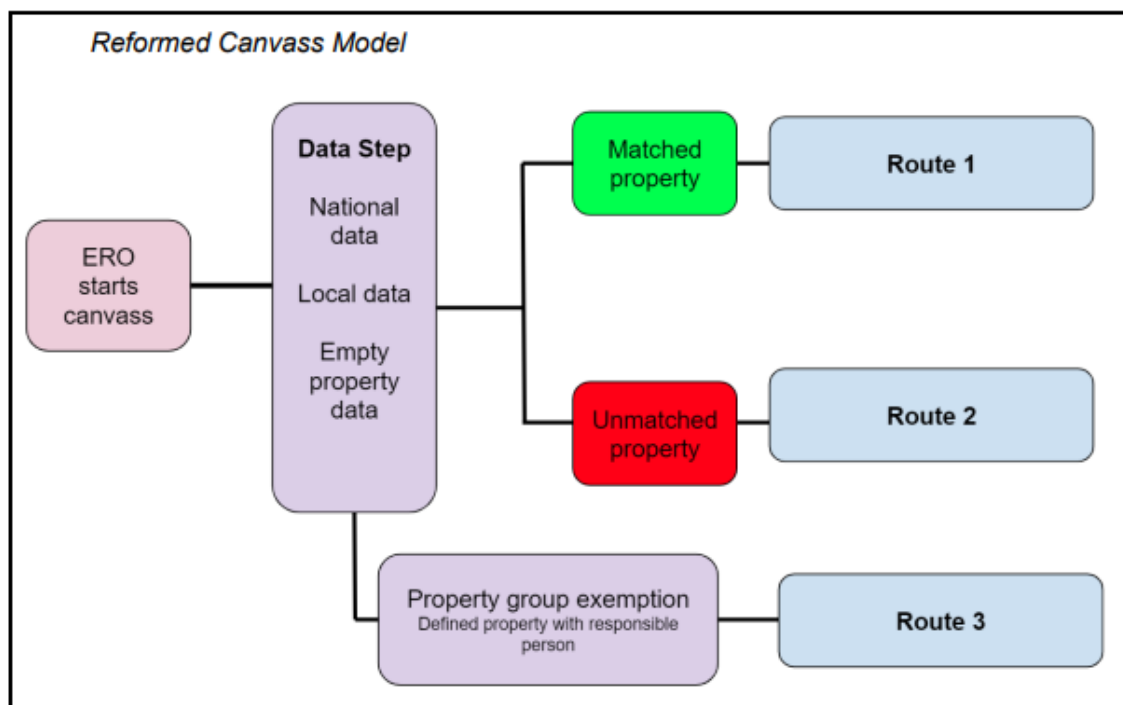 Reformed Canvass Model
ERO
starts
canvass
Data Step
National
data
Local data
Empty
property
data
Matched
property
Route 1
Unmatched
property
Route 2
Property group exemption
Defined property with responsible
person
Route 3